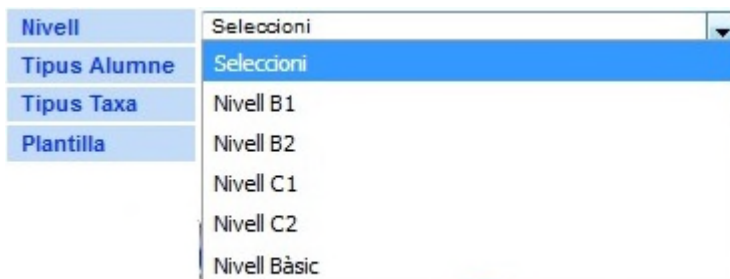 Nivell Seleccioni
Tipus Alumne Seleccioni
Tipus Taxa Nivell B1
Plantilla Nivell B2
Nivell C1
Nivell C2
Nivell Bàsic